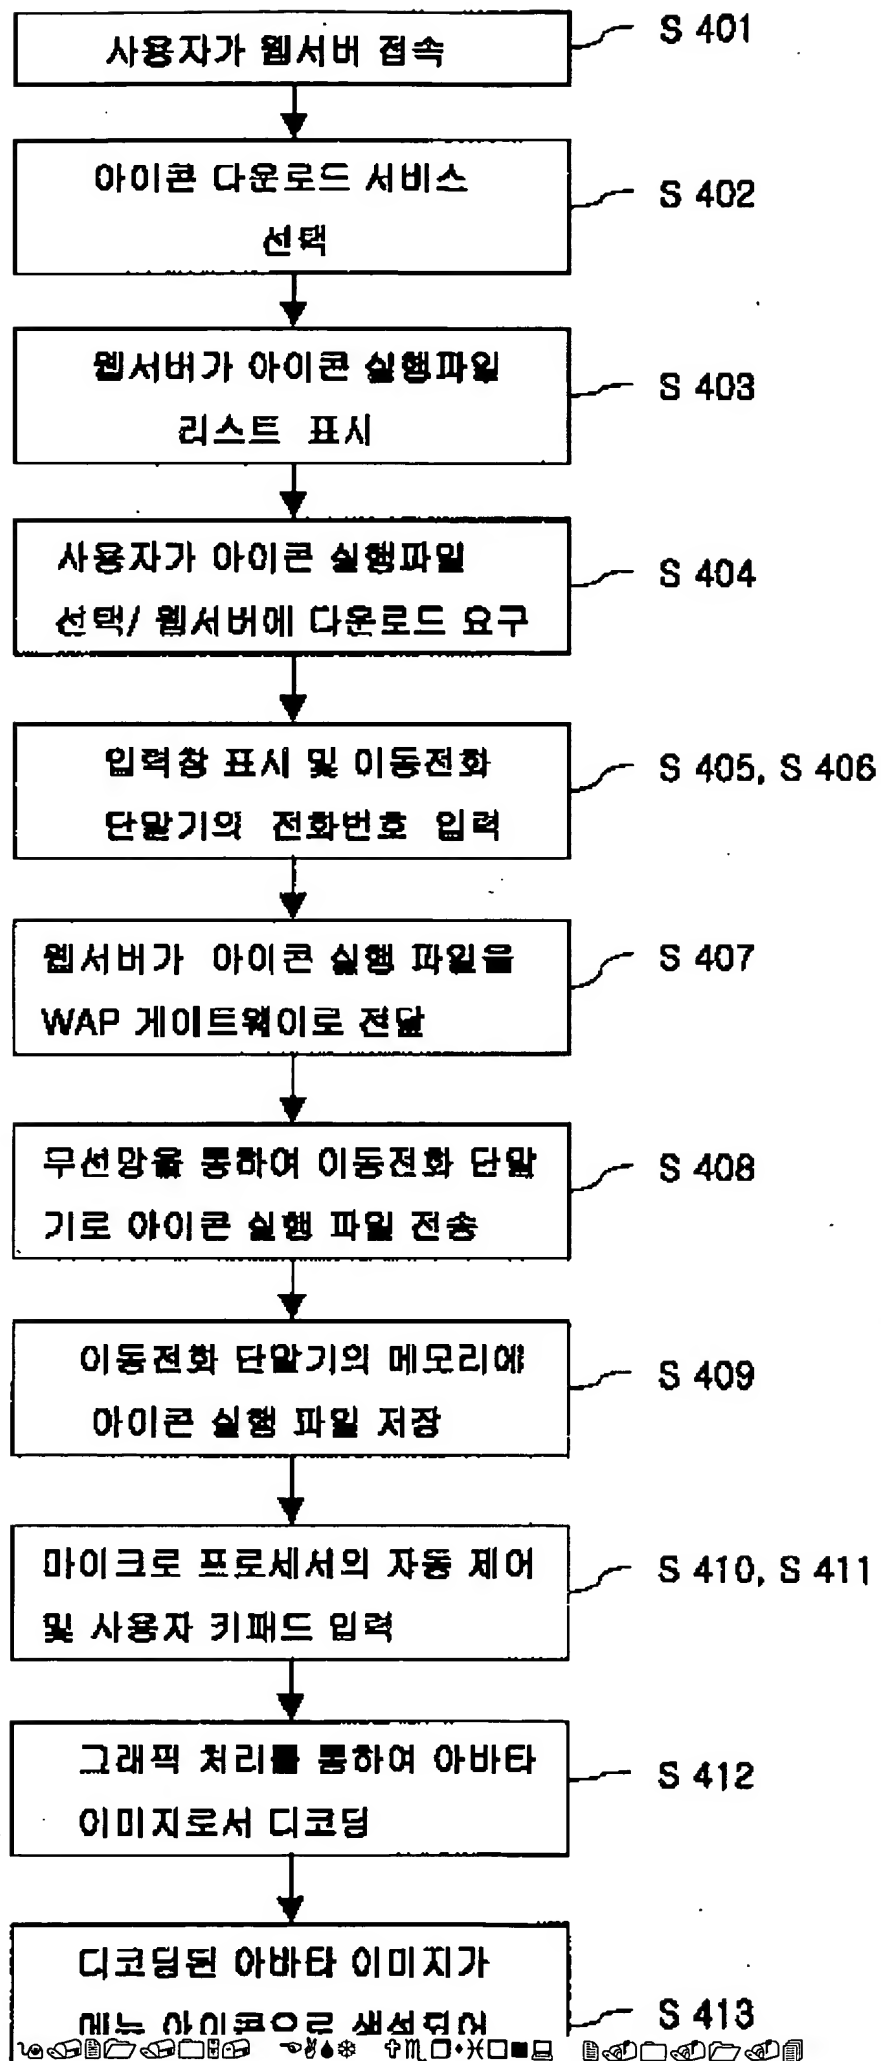 사용자가 웹서버 접속
S 401
아이콘 다운로드 서비스
선택
S 402
웹서버가 아이콘 실행파일
리스트 표시
S 403
사용자가 아이콘 실행파일
선택/ 웹서버에 다운로드 요구
S 404
입력창 표시 및 이동전화
단말기의 전화번호 입력
S 405, S 406
웹서버가 아이콘 실행 파일을
WAP 게이트웨이로 전달
S 407
무선망을 통하여 이동전화 단말
기로 아이콘 실행 파일 전송
S 408
이동전화 단말기의 메모리에
아이콘 실행 파일 저장
S 409
마이크로 프로세서의 자동 제어
및 사용자 키패드 입력
S 410, S 411
그래픽 처리를 통하여 아바타
이미지로서 디코딩
S 412
디코딩된 아바타 이미지가
메뉴 아이콘으로 생성되어
S 413